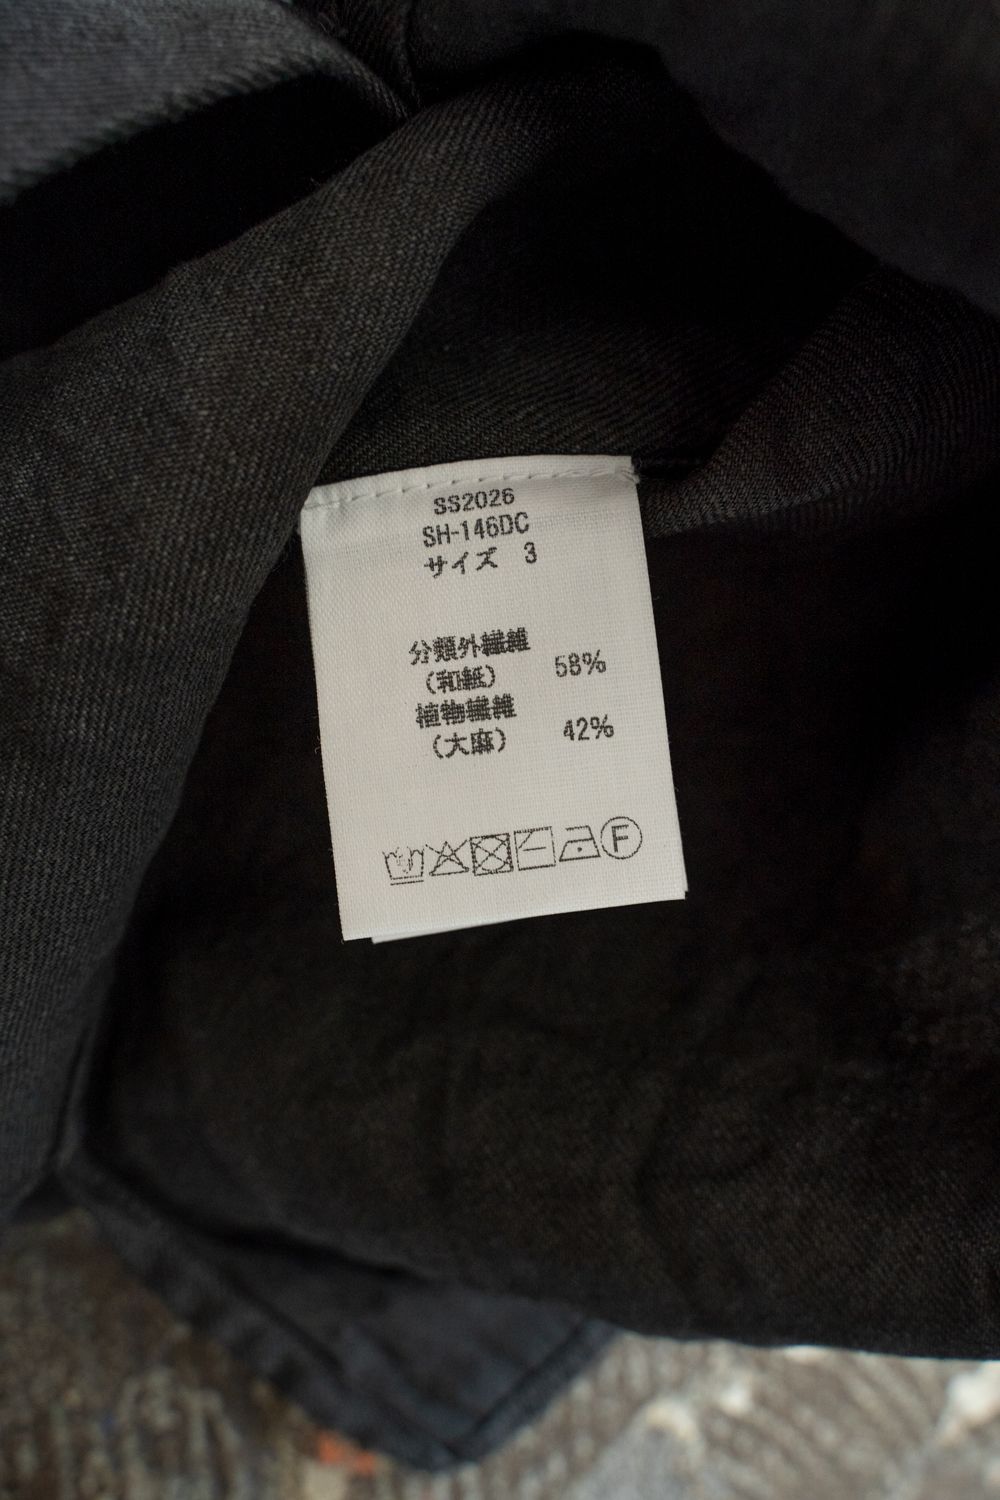 SS2026
SH-146DC
サイズ 3
分類外繊維
(和紙) 58%
植物繊維
(大麻) 42%
F